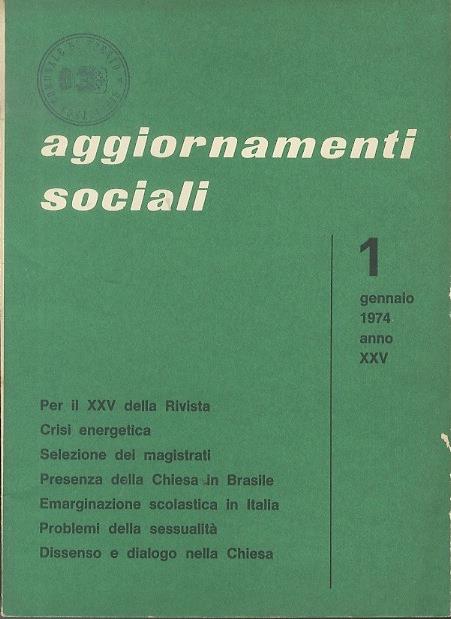 aggiornamenti
sociali
1
gennaio
1974
anno
XXV
Per il XXV della Rivista
Crisi energetica
Selezione dei magistrati
Presenza della Chiesa in Brasile
Emarginazione scolastica in Italia
Problemi della sessualità
Dissenso e dialogo nella Chiesa